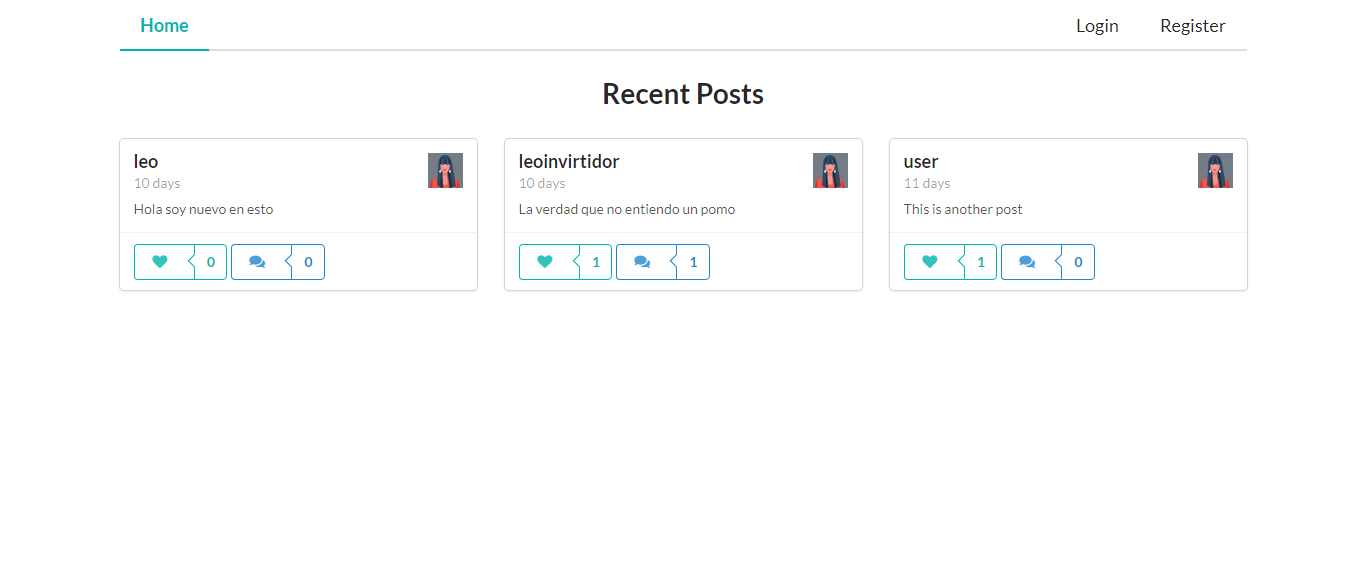 Home
Login
Register
Recent Posts
leo
10 days
Hola soy nuevo en esto
0
0
leoinvirtidor
10 days
La verdad que no entiendo un pomo
1
1
user
11 days
This is another post
1
0